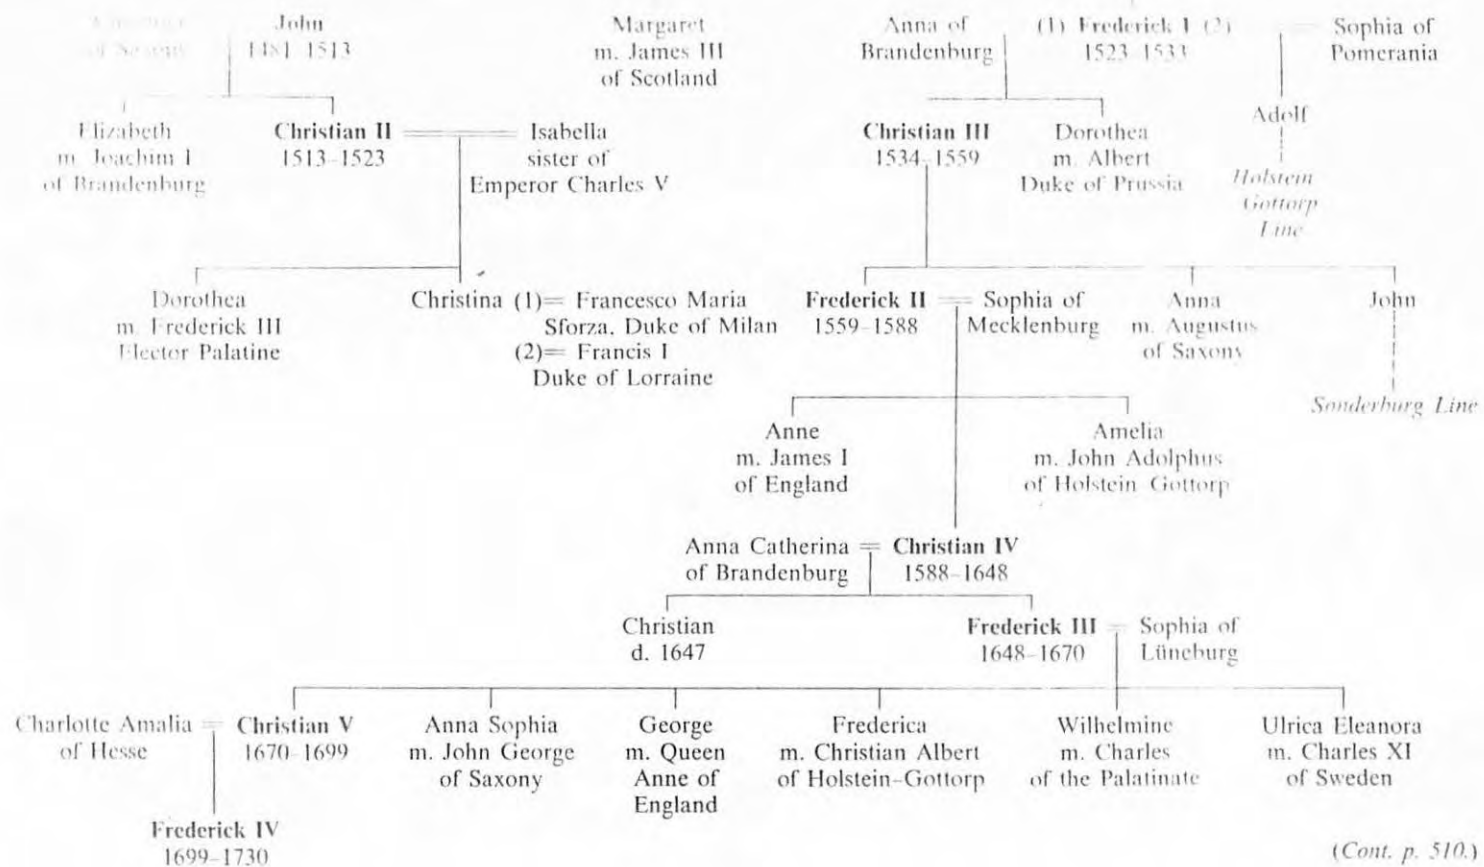 of Saxony
John
1481–1513
Margaret
m. James III
of Scotland
Anna of
Brandenburg
(1) Frederick I (2)
1523–1533
Sophia of
Pomerania
Elizabeth
m. Joachim I
of Brandenburg
Christian II
1513–1523
Isabella
sister of
Emperor Charles V
Christian III
1534–1559
Dorothea
m. Albert
Duke of Prussia
Adolf
Holstein
Gottorp
Line
Dorothea
m. Frederick III
Elector Palatine
Christina (1)= Francesco Maria
Sforza, Duke of Milan
(2)= Francis I
Duke of Lorraine
Frederick II = Sophia of
1559–1588 Mecklenburg
Anna
m. Augustus
of Saxony
John
Sonderburg Line
Anne
m. James I
of England
Amelia
m. John Adolphus
of Holstein Gottorp
Anna Catherina = Christian IV
of Brandenburg 1588–1648
Christian
d. 1647
Frederick III = Sophia of
1648–1670 Lüneburg
Charlotte Amalia = Christian V
of Hesse 1670–1699
Anna Sophia
m. John George
of Saxony
George
m. Queen
Anne of
England
Frederica
m. Christian Albert
of Holstein–Gottorp
Wilhelmine
m. Charles
of the Palatinate
Ulrica Eleanora
m. Charles XI
of Sweden
Frederick IV
1699–1730
(Cont. p. 510.)